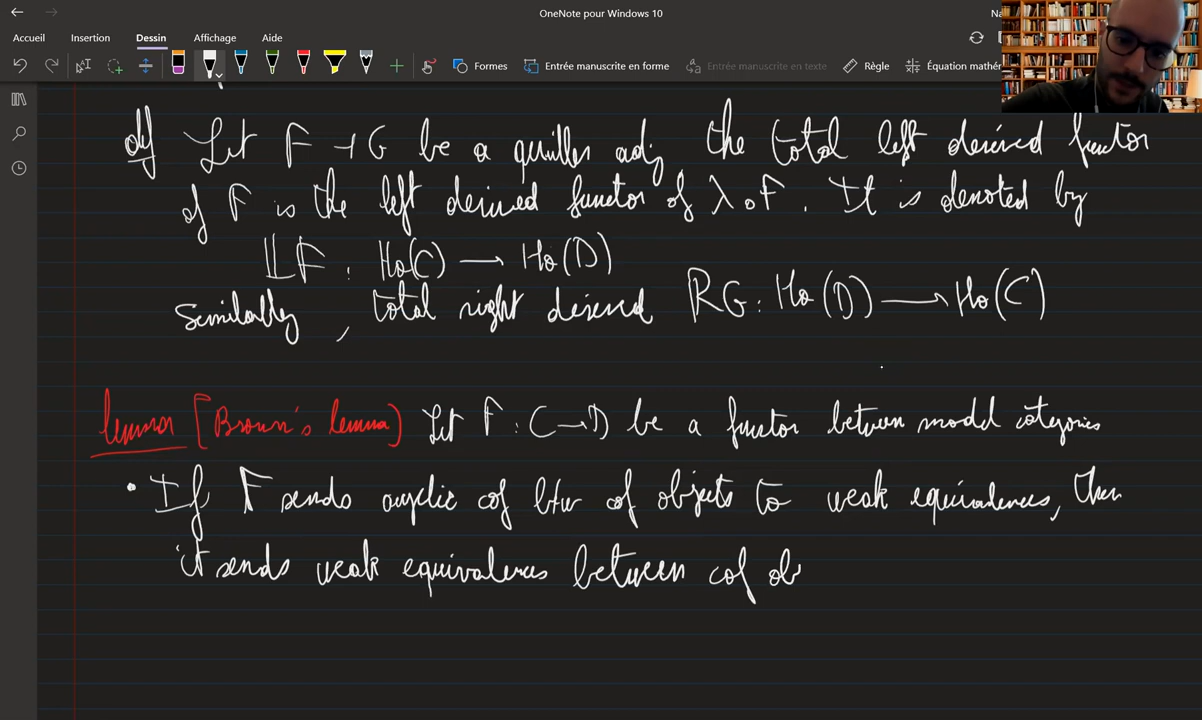 OneNote pour Windows 10
Na
Accueil Insertion Dessin Affichage Aide
Formes Entrée manuscrite en forme Entrée manuscrite en texte Règle Équation mathém
def Let F ⊣ G be a quillen adj the total left derived functor
of F is the left derived functor of λ∘F. It is denoted by
𝕃F : Ho(C) → Ho(D)
Similarly, total right derived ℝG : Ho(D) → Ho(C)
lemma [Brown's lemma) Let F : C → D be a functor between model categories
• If F sends acyclic cof btw cof objects to weak equivalences, then
it sends weak equivalences between cof ob